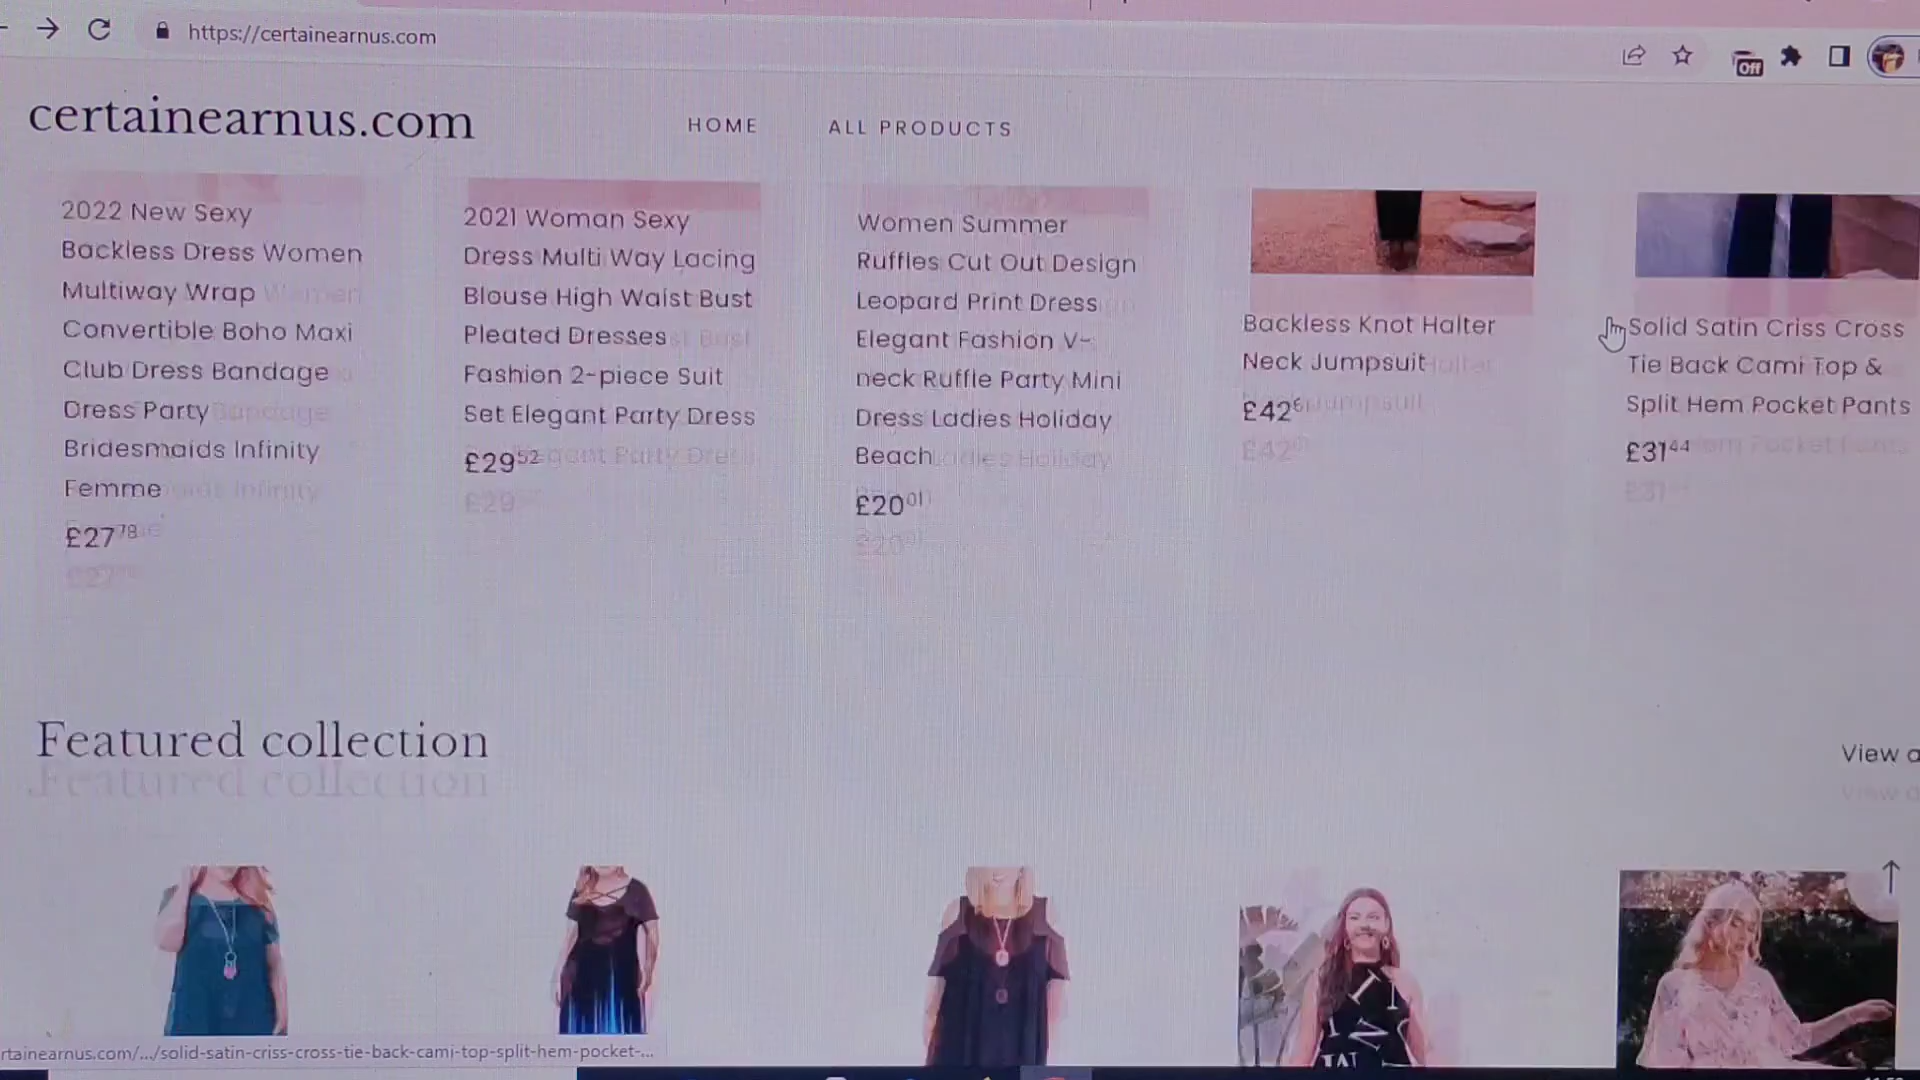 https://certainearnus.com
Off
certainearnus.com
HOME
ALL PRODUCTS
2022 New Sexy
Backless Dress Women
Multiway Wrap
Convertible Boho Maxi
Club Dress Bandage
Dress Party
Bridesmaids Infinity
Femme
£27.78
2021 Woman Sexy
Dress Multi Way Lacing
Blouse High Waist Bust
Pleated Dresses
Fashion 2-piece Suit
Set Elegant Party Dress
£29.52
Women Summer
Ruffles Cut Out Design
Leopard Print Dress
Elegant Fashion V-
neck Ruffle Party Mini
Dress Ladies Holiday
Beach
£20.01
Backless Knot Halter
Neck Jumpsuit
£42
Solid Satin Criss Cross
Tie Back Cami Top &
Split Hem Pocket Pants
£31.44
Featured collection
View a
rtainearnus.com/.../solid-satin-criss-cross-tie-back-cami-top-split-hem-pocket-...